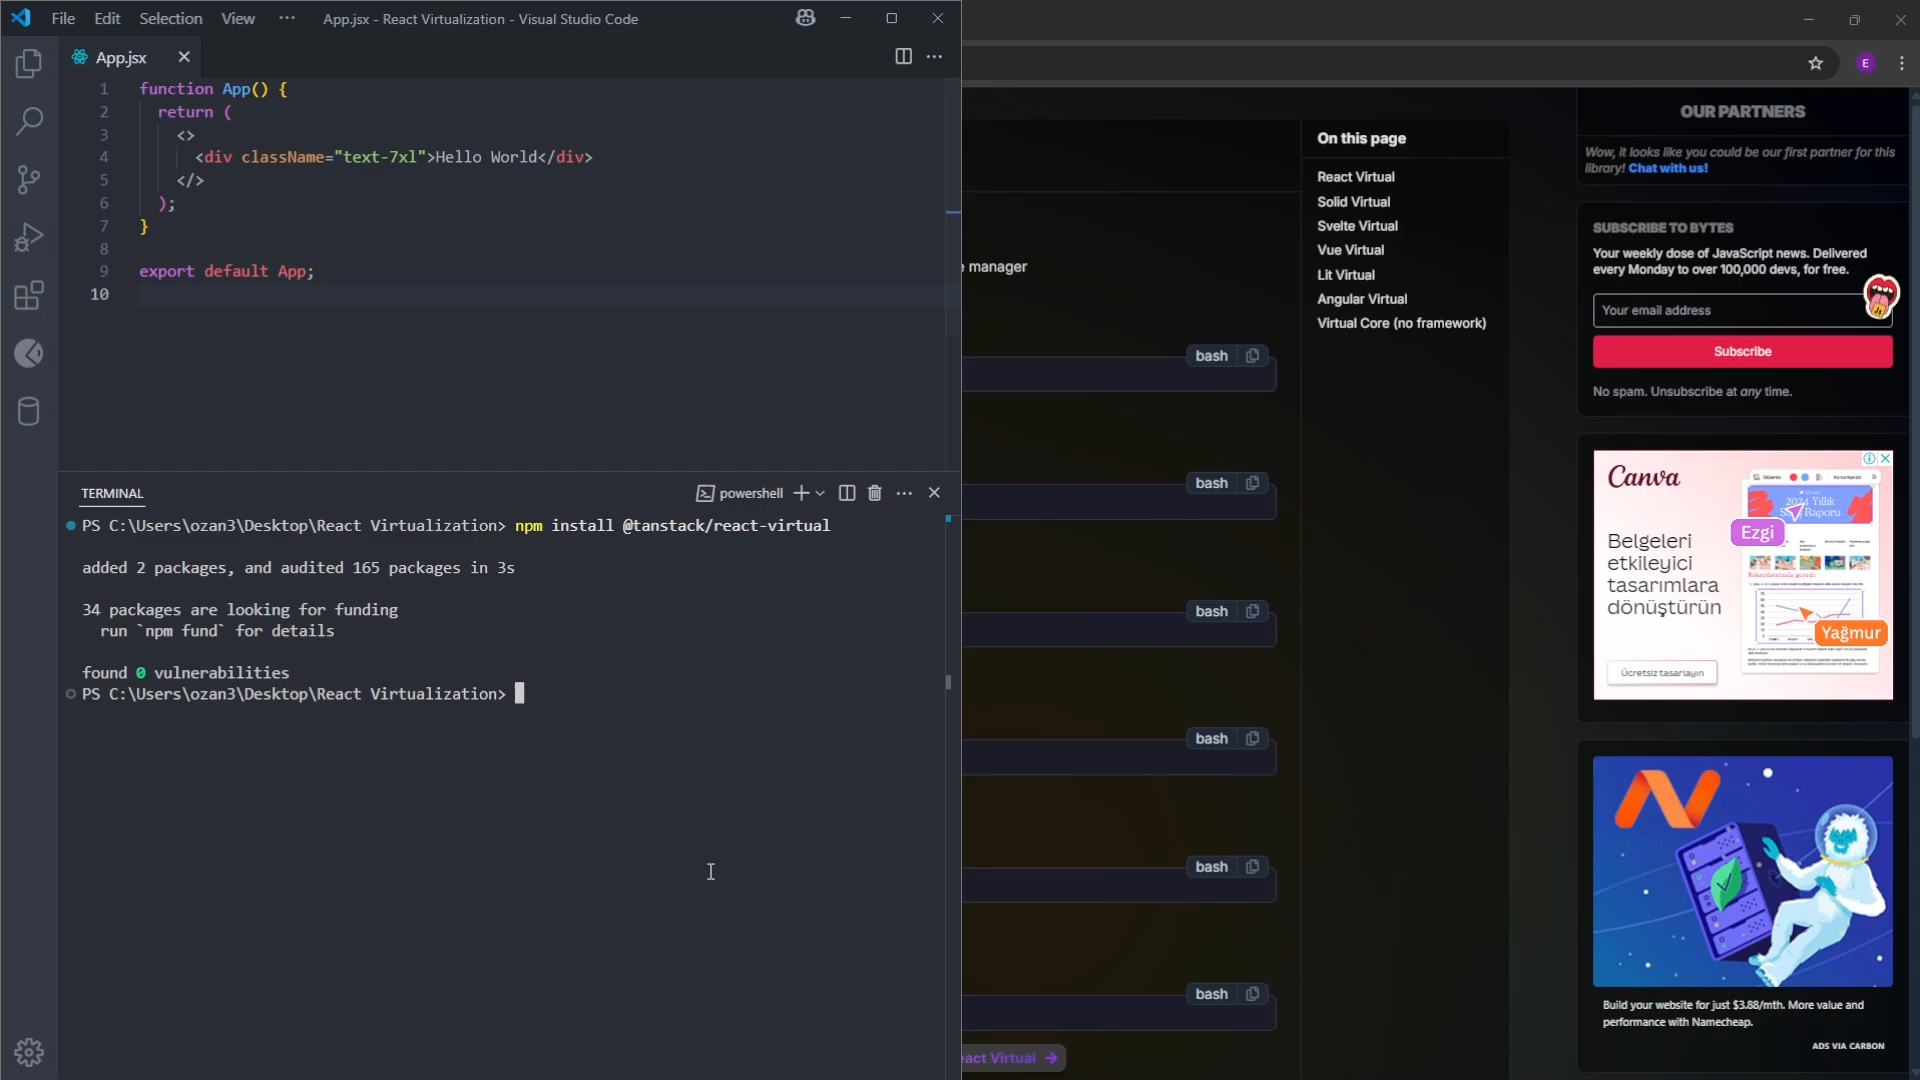 File Edit Selection View ··· App.jsx - React Virtualization - Visual Studio Code
App.jsx
1 function App() {
2 return (
3 <>
4 <div className="text-7xl">Hello World</div>
5 </>
6 );
7 }
8
9 export default App;
10
TERMINAL
powershell
PS C:\Users\ozan3\Desktop\React Virtualization> npm install @tanstack/react-virtual
added 2 packages, and audited 165 packages in 3s
34 packages are looking for funding
run `npm fund` for details
found 0 vulnerabilities
PS C:\Users\ozan3\Desktop\React Virtualization>
E
manager
bash
bash
bash
bash
bash
bash
act Virtual →
On this page
React Virtual
Solid Virtual
Svelte Virtual
Vue Virtual
Lit Virtual
Angular Virtual
Virtual Core (no framework)
OUR PARTNERS
Wow, it looks like you could be our first partner for this
library! Chat with us!
SUBSCRIBE TO BYTES
Your weekly dose of JavaScript news. Delivered
every Monday to over 100,000 devs, for free.
Your email address
Subscribe
No spam. Unsubscribe at any time.
Canva
Belgeleri
etkileyici
tasarımlara
dönüştürün
Ücretsiz tasarlayın
2024 Yıllık
Satış Raporu
Ezgi
Yağmur
Build your website for just $3.88/mth. More value and
performance with Namecheap.
ADS VIA CARBON